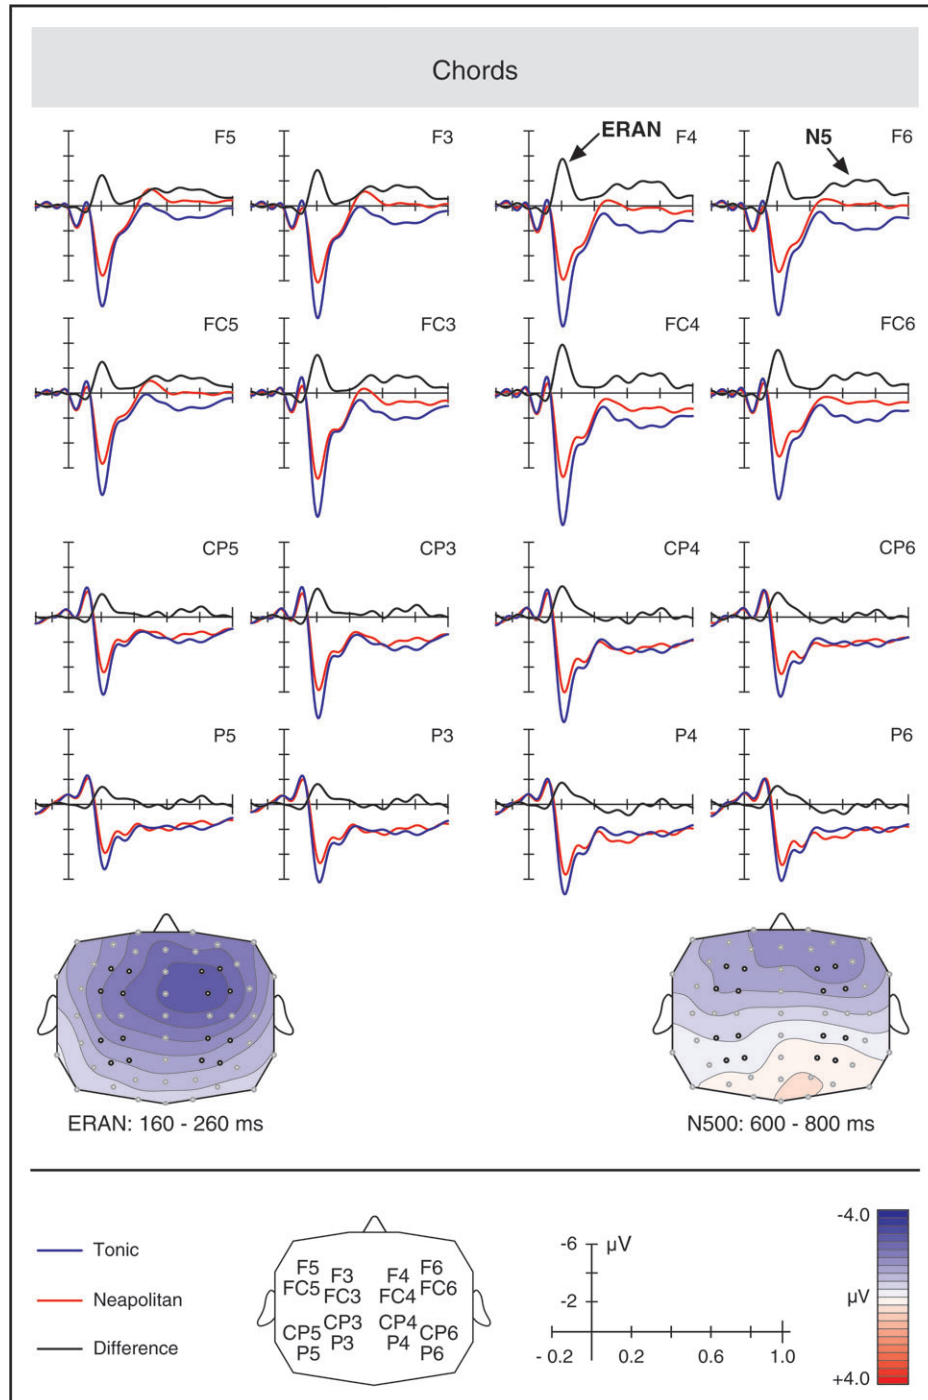 Chords
F5 F3 ERAN F4 N5 F6
FC5 FC3 FC4 FC6
CP5 CP3 CP4 CP6
P5 P3 P4 P6
ERAN: 160 - 260 ms
N500: 600 - 800 ms
Tonic
Neapolitan
Difference
F5 F3 F4 F6
FC5 FC3 FC4 FC6
CP5 CP3 CP4 CP6
P5 P3 P4 P6
-6 µV
-2
- 0.2 0.2 0.6 1.0
-4.0
µV
+4.0